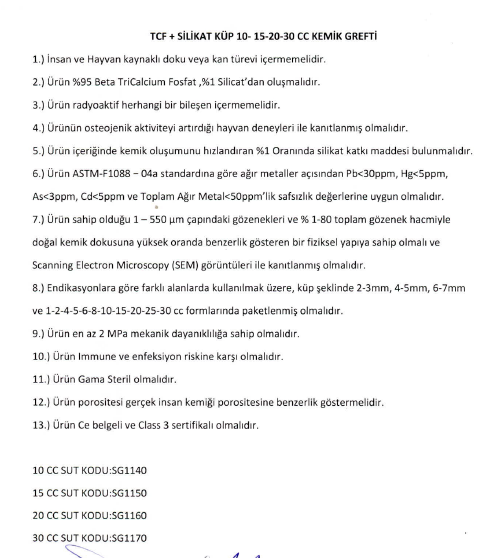 TCF + SİLİKAT KÜP 10- 15-20-30 CC KEMİK GREFTİ
1.) İnsan ve Hayvan kaynaklı doku veya kan türevi içermemelidir.
2.) Ürün %95 Beta TriCalcium Fosfat ,%1 Silicat'dan oluşmalıdır.
3.) Ürün radyoaktif herhangi bir bileşen içermemelidir.
4.) Ürünün osteojenik aktiviteyi artırdığı hayvan deneyleri ile kanıtlanmış olmalıdır.
5.) Ürün içeriğinde kemik oluşumunu hızlandıran %1 Oranında silikat katkı maddesi bulunmalıdır.
6.) Ürün ASTM-F1088 – 04a standardına göre ağır metaller açısından Pb<30ppm, Hg<5ppm,
As<3ppm, Cd<5ppm ve Toplam Ağır Metal<50ppm'lik safsızlık değerlerine uygun olmalıdır.
7.) Ürün sahip olduğu 1 – 550 µm çapındaki gözenekleri ve % 1-80 toplam gözenek hacmiyle
doğal kemik dokusuna yüksek oranda benzerlik gösteren bir fiziksel yapıya sahip olmalı ve
Scanning Electron Microscopy (SEM) görüntüleri ile kanıtlanmış olmalıdır.
8.) Endikasyonlara göre farklı alanlarda kullanılmak üzere, küp şeklinde 2-3mm, 4-5mm, 6-7mm
ve 1-2-4-5-6-8-10-15-20-25-30 cc formlarında paketlenmiş olmalıdır.
9.) Ürün en az 2 MPa mekanik dayanıklılığa sahip olmalıdır.
10.) Ürün Immune ve enfeksiyon riskine karşı olmalıdır.
11.) Ürün Gama Steril olmalıdır.
12.) Ürün porositesi gerçek insan kemiği porositesine benzerlik göstermelidir.
13.) Ürün Ce belgeli ve Class 3 sertifikalı olmalıdır.
10 CC SUT KODU:SG1140
15 CC SUT KODU:SG1150
20 CC SUT KODU:SG1160
30 CC SUT KODU:SG1170